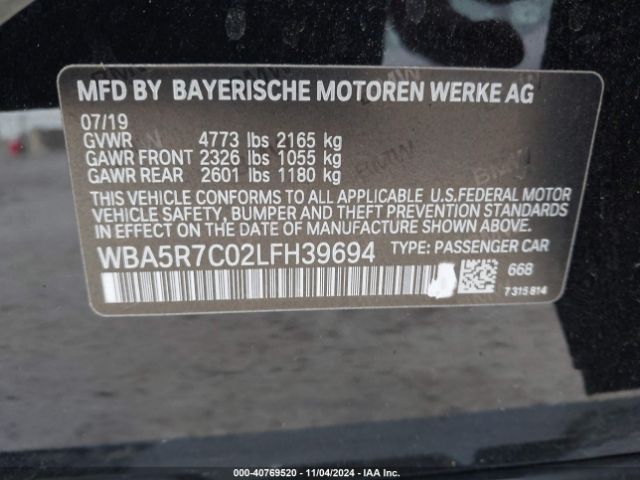 MFD BY BAYERISCHE MOTOREN WERKE AG
07/19
GVWR 4773 lbs 2165 kg
GAWR FRONT 2326 lbs 1055 kg
GAWR REAR 2601 lbs 1180 kg
THIS VEHICLE CONFORMS TO ALL APPLICABLE U.S.FEDERAL MOTOR
VEHICLE SAFETY, BUMPER AND THEFT PREVENTION STANDARDS
IN EFFECT ON THE DATE OF MANUFACTURE SHOWN ABOVE.
WBA5R7C02LFH39694 TYPE: PASSENGER CAR
668
7315814
000-40769520 - 11/04/2024 - IAA Inc.